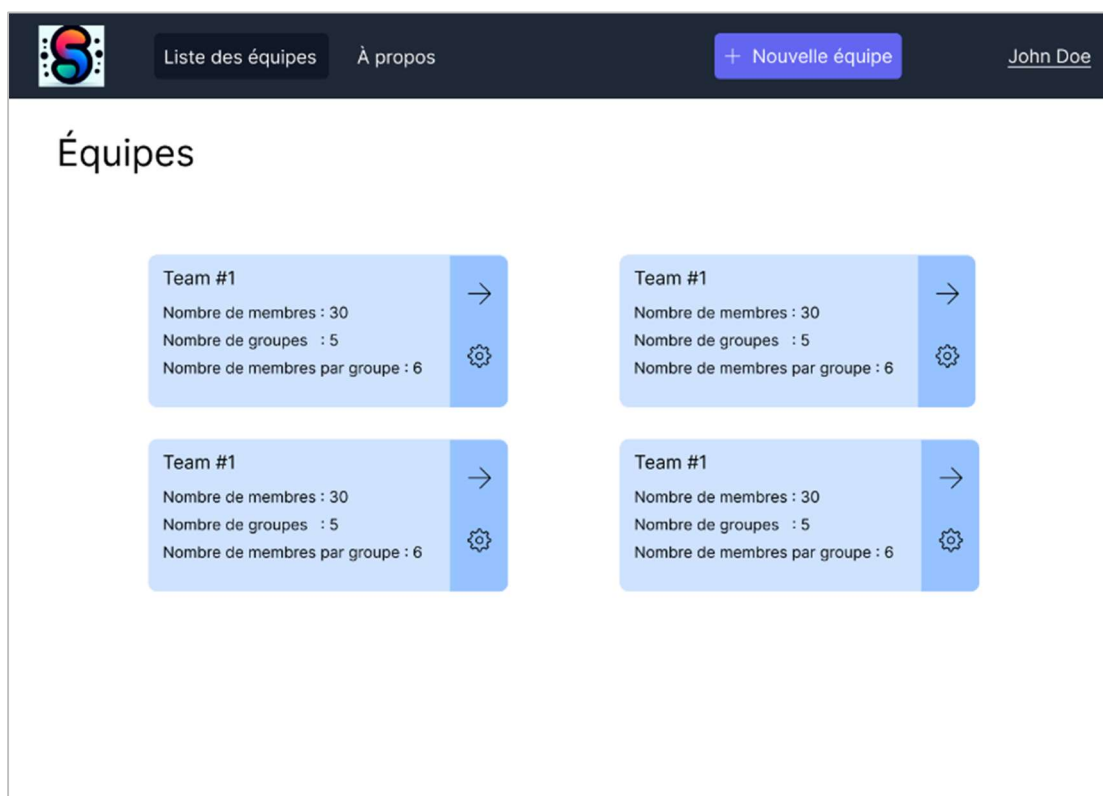 S
Liste des équipes
À propos
+ Nouvelle équipe
John Doe
Équipes
Team #1
Nombre de membres : 30
Nombre de groupes : 5
Nombre de membres par groupe : 6
Team #1
Nombre de membres : 30
Nombre de groupes : 5
Nombre de membres par groupe : 6
Team #1
Nombre de membres : 30
Nombre de groupes : 5
Nombre de membres par groupe : 6
Team #1
Nombre de membres : 30
Nombre de groupes : 5
Nombre de membres par groupe : 6